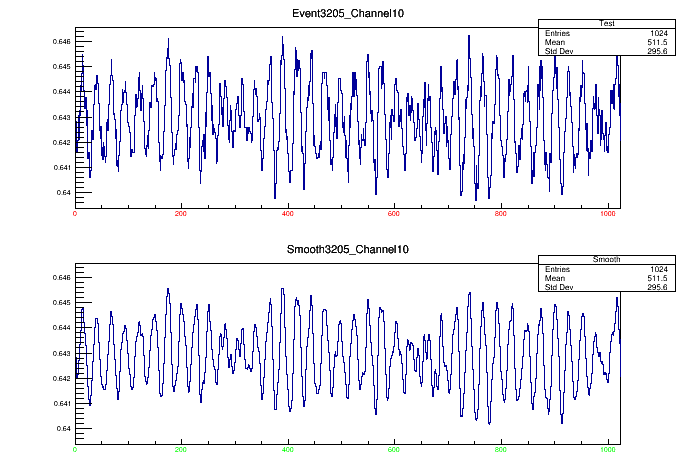 Event3205_Channel10
Test
Entries 1024
Mean 511.5
Std Dev 295.6
0.646
0.645
0.644
0.643
0.642
0.641
0.64
0 200 400 600 800 1000
Smooth3205_Channel10
Smooth
Entries 1024
Mean 511.5
Std Dev 295.6
0.646
0.645
0.644
0.643
0.642
0.641
0.64
0 200 400 600 800 1000